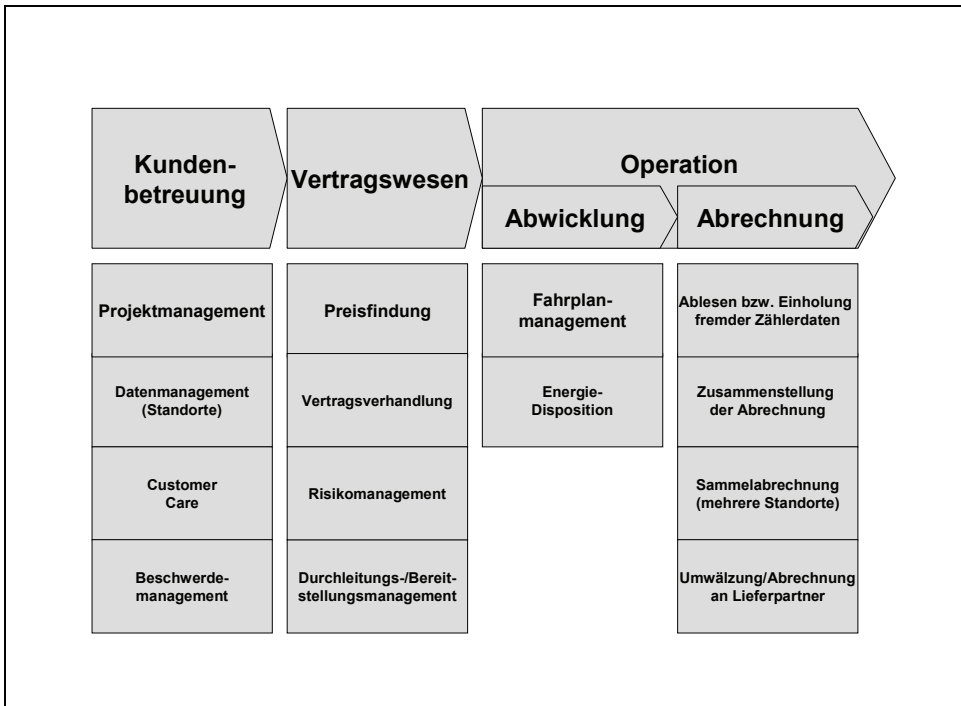 Kunden-
betreuung
Vertragswesen
Operation
Abwicklung
Abrechnung
Projektmanagement
Preisfindung
Fahrplan-
management
Ablesen bzw. Einholung
fremder Zählerdaten
Datenmanagement
(Standorte)
Vertragsverhandlung
Energie-
Disposition
Zusammenstellung
der Abrechnung
Customer
Care
Risikomanagement
Sammelabrechnung
(mehrere Standorte)
Beschwerde-
management
Durchleitungs-/Bereit-
stellungsmanagement
Umwälzung/Abrechnung
an Lieferpartner